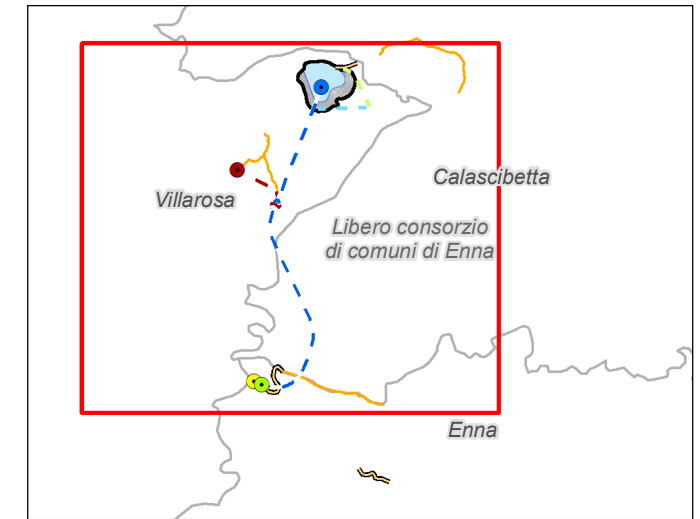 Calascibetta
Villarosa
Libero consorzio
di comuni di Enna
Enna